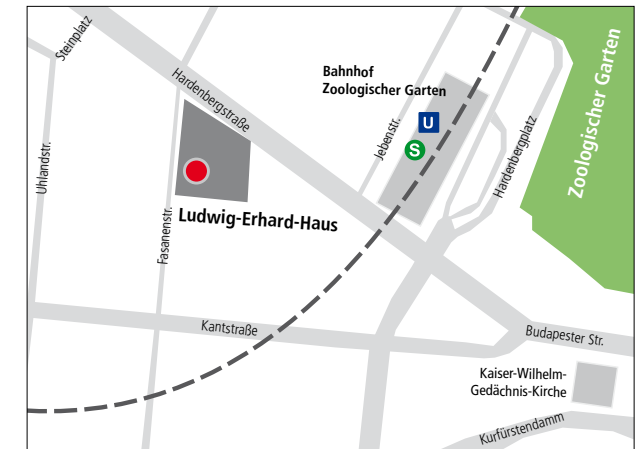 Steinplatz
Hardenbergstraße
Bahnhof
Zoologischer Garten
U
S
Jebenstr.
Hardenbergplatz
Zoologischer Garten
Uhlandstr.
Fasanenstr.
Ludwig-Erhard-Haus
Kantstraße
Budapester Str.
Kaiser-Wilhelm-
Gedächnis-Kirche
Kurfürstendamm